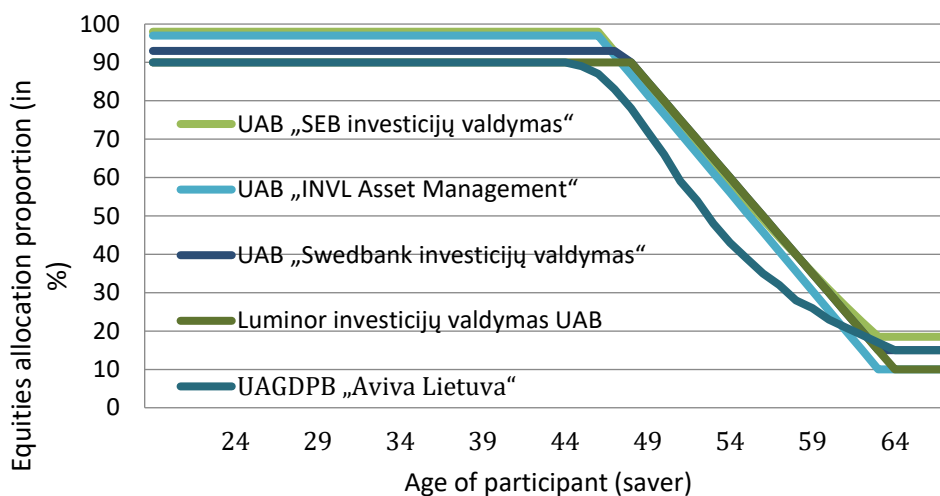 Equities allocation proportion (in
%)
100
90
80
70
60
50
40
30
20
10
0
UAB „SEB investicijų valdymas“
UAB „INVL Asset Management“
UAB „Swedbank investicijų valdymas“
Luminor investicijų valdymas UAB
UAGDPB „Aviva Lietuva“
24 29 34 39 44 49 54 59 64
Age of participant (saver)